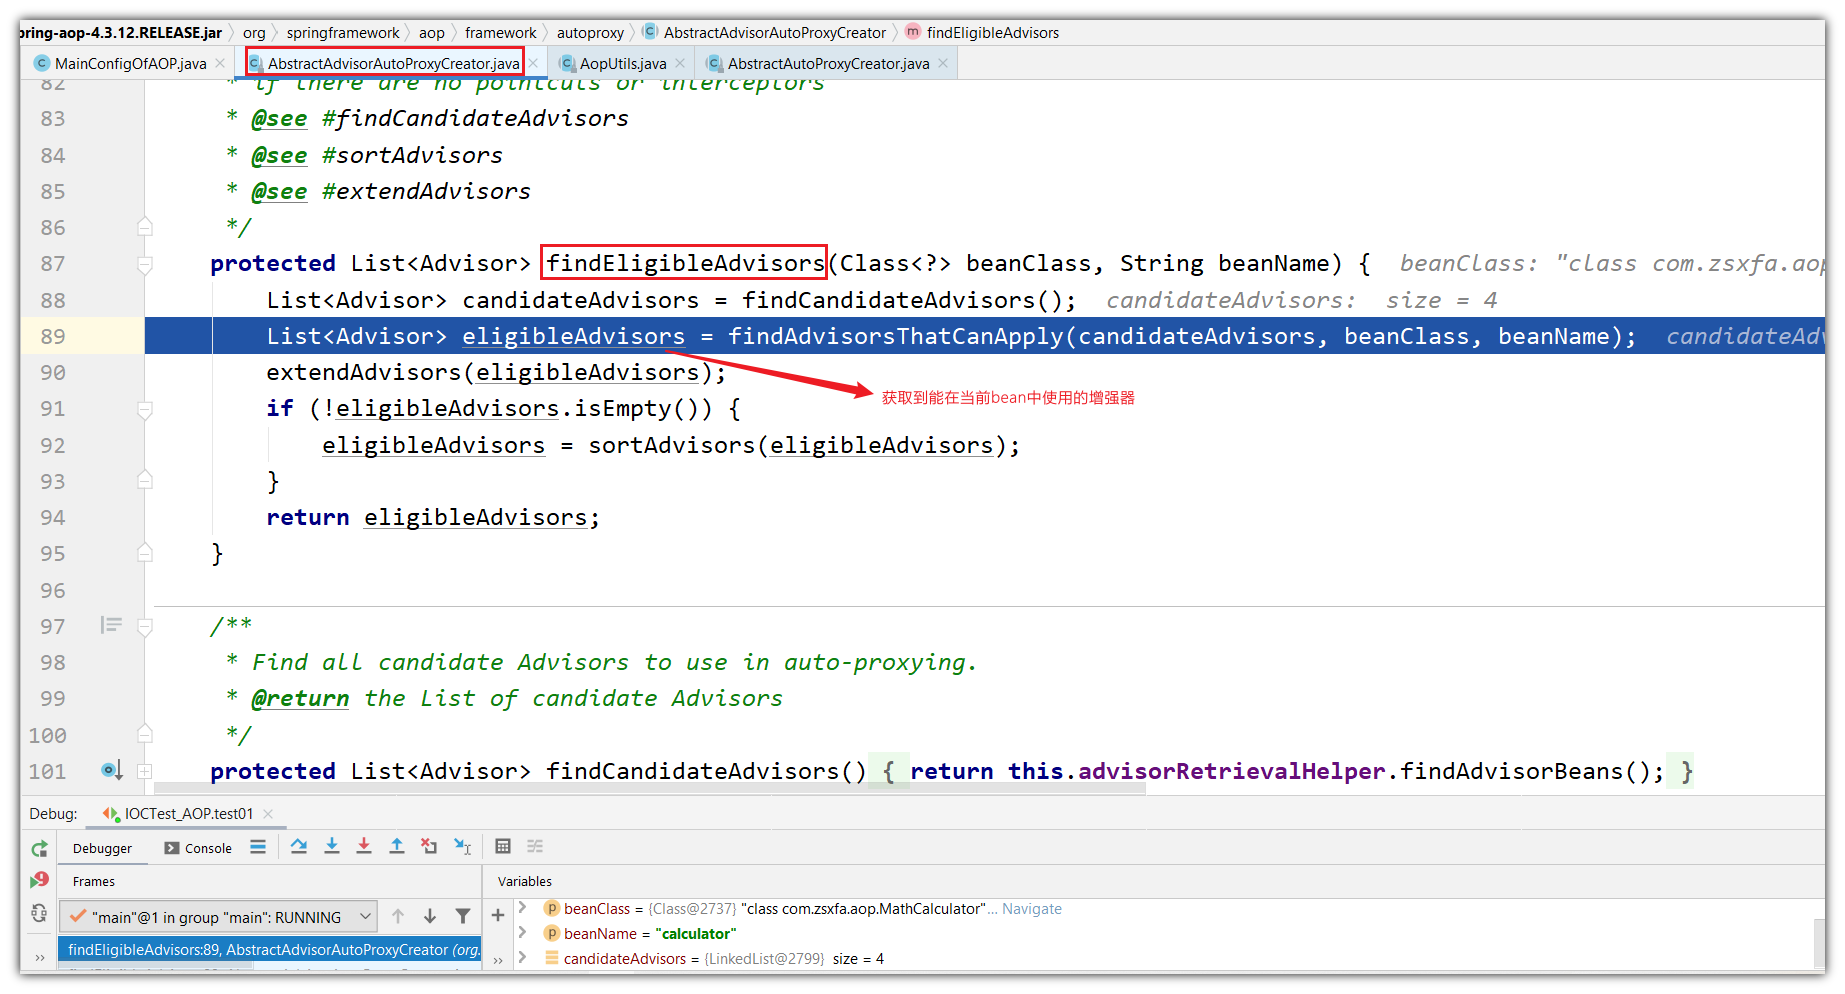 pring-aop-4.3.12.RELEASE.jar org springframework aop framework autoproxy AbstractAdvisorAutoProxyCreator findEligibleAdvisors
MainConfigOfAOP.java AbstractAdvisorAutoProxyCreator.java AopUtils.java AbstractAutoProxyCreator.java
82 * if there are no pointcuts or interceptors
83 * @see #findCandidateAdvisors
84 * @see #sortAdvisors
85 * @see #extendAdvisors
86 */
87 protected List<Advisor> findEligibleAdvisors(Class<?> beanClass, String beanName) { beanClass: "class com.zsxfa.aop
88 List<Advisor> candidateAdvisors = findCandidateAdvisors(); candidateAdvisors: size = 4
89 List<Advisor> eligibleAdvisors = findAdvisorsThatCanApply(candidateAdvisors, beanClass, beanName); candidateAdv
90 extendAdvisors(eligibleAdvisors);
91 if (!eligibleAdvisors.isEmpty()) {
获取到能在当前bean中使用的增强器
92 eligibleAdvisors = sortAdvisors(eligibleAdvisors);
93 }
94 return eligibleAdvisors;
95 }
96
97 /**
98 * Find all candidate Advisors to use in auto-proxying.
99 * @return the List of candidate Advisors
100 */
101 protected List<Advisor> findCandidateAdvisors() { return this.advisorRetrievalHelper.findAdvisorBeans(); }
Debug: IOCTest_AOP.test01
Debugger Console
Frames
Variables
"main"@1 in group "main": RUNNING
findEligibleAdvisors:89, AbstractAdvisorAutoProxyCreator (org.
beanClass = {Class@2737} "class com.zsxfa.aop.MathCalculator"... Navigate
beanName = "calculator"
candidateAdvisors = {LinkedList@2799} size = 4